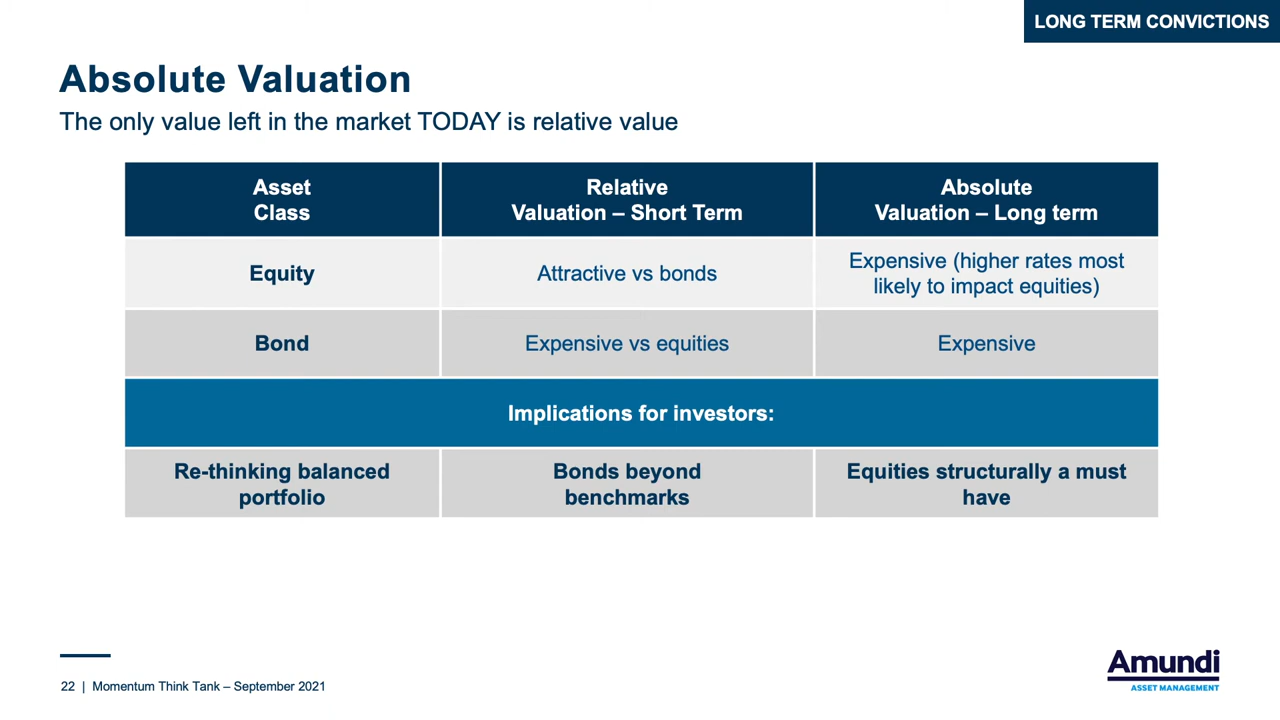 LONG TERM CONVICTIONS
Absolute Valuation
The only value left in the market TODAY is relative value
Asset
Class
Relative
Valuation – Short Term
Absolute
Valuation – Long term
Equity
Attractive vs bonds
Expensive (higher rates most
likely to impact equities)
Bond
Expensive vs equities
Expensive
Implications for investors:
Re-thinking balanced
portfolio
Bonds beyond
benchmarks
Equities structurally a must
have
22 | Momentum Think Tank – September 2021
Amundi
ASSET MANAGEMENT